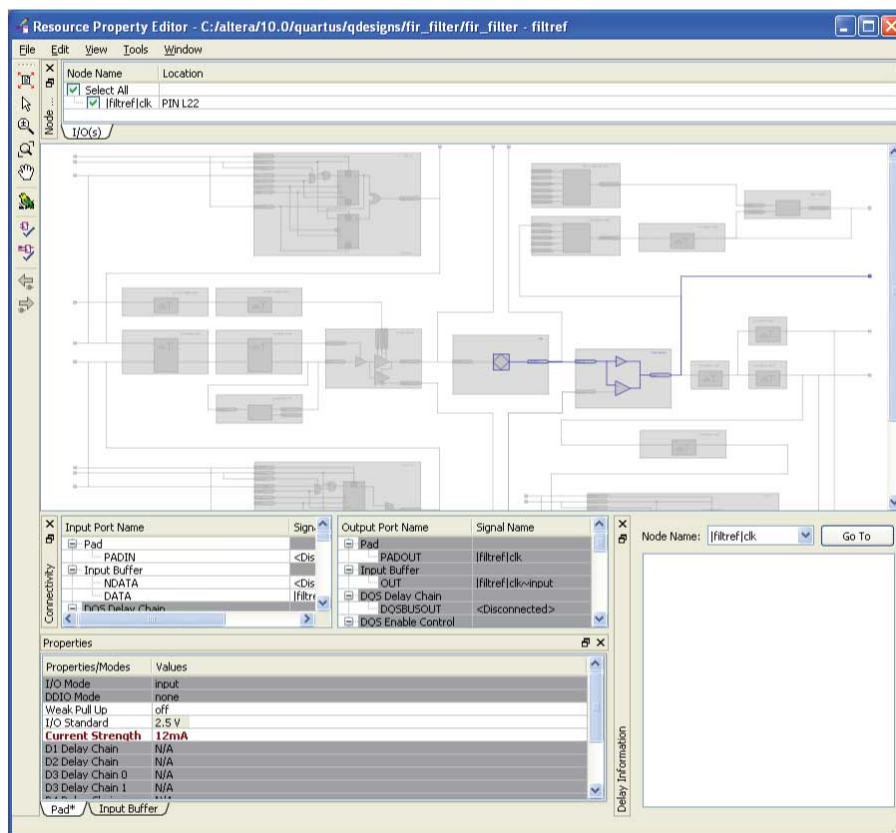 Resource Property Editor - C:/altera/10.0/quartus/qdesigns/fir_filter/fir_filter - filtref
File Edit View Tools Window
Node Name Location
Select All
|filtref|clk PIN L22
Node ...
I/O(s)
Connectivity
Input Port Name Sign
Pad
PADIN <Dis
Input Buffer
NDATA <Dis
DATA |filtre
DQS Delay Chain
Output Port Name Signal Name
Pad
PADOUT |filtref|clk
Input Buffer
OUT |filtref|clk~input
DQS Delay Chain
DQSBUSOUT <Disconnected>
DQS Enable Control
Node Name: |filtref|clk Go To
Delay Information
Properties
Properties/Modes Values
I/O Mode input
DDIO Mode none
Weak Pull Up off
I/O Standard 2.5 V
Current Strength 12mA
D1 Delay Chain N/A
D2 Delay Chain N/A
D3 Delay Chain 0 N/A
D3 Delay Chain 1 N/A
Pad* Input Buffer